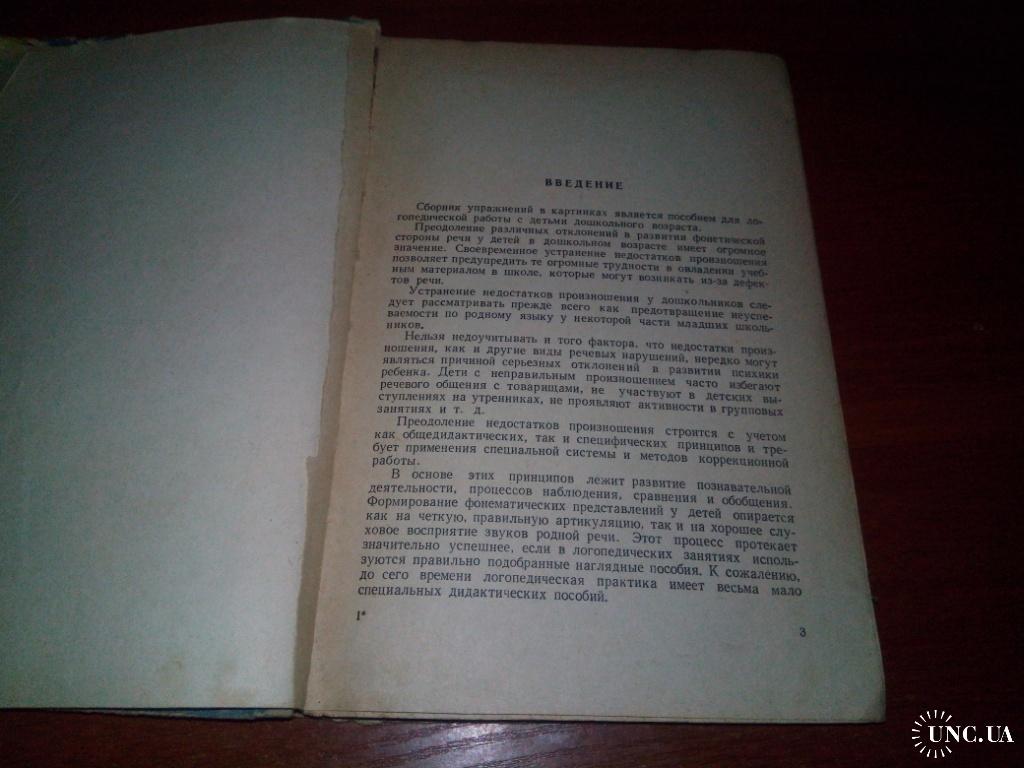 ВВЕДЕНИЕ
Сборник упражнений в картинках является пособием для ло-
гопедической работы с детьми дошкольного возраста.
Преодоление различных отклонений в развитии фонетической
стороны речи у детей в дошкольном возрасте имеет огромное
значение. Своевременное устранение недостатков произношения
позволяет предупредить те огромные трудности в овладении учеб-
ным материалом в школе, которые могут возникать из-за дефек-
тов речи.
Устранение недостатков произношения у дошкольников сле-
дует рассматривать прежде всего как предотвращение неуспе-
ваемости по родному языку у некоторой части младших школь-
ников.
Нельзя недоучитывать и того фактора, что недостатки произ-
ношения, как и другие виды речевых нарушений, нередко могут
являться причиной серьезных отклонений в развитии психики
ребенка. Дети с неправильным произношением часто избегают
речевого общения с товарищами, не участвуют в детских вы-
ступлениях на утренниках, не проявляют активности в групповых
занятиях и т. д.
Преодоление недостатков произношения строится с учетом
как общедидактических, так и специфических принципов и тре-
бует применения специальной системы и методов коррекционной
работы.
В основе этих принципов лежит развитие познавательной
деятельности, процессов наблюдения, сравнения и обобщения.
Формирование фонематических представлений у детей опирается
как на четкую, правильную артикуляцию, так и на хорошее слу-
ховое восприятие звуков родной речи. Этот процесс протекает
значительно успешнее, если в логопедических занятиях исполь-
зуются правильно подобранные наглядные пособия. К сожалению,
до сего времени логопедическая практика имеет весьма мало
специальных дидактических пособий.
1*
3
UNC.UA